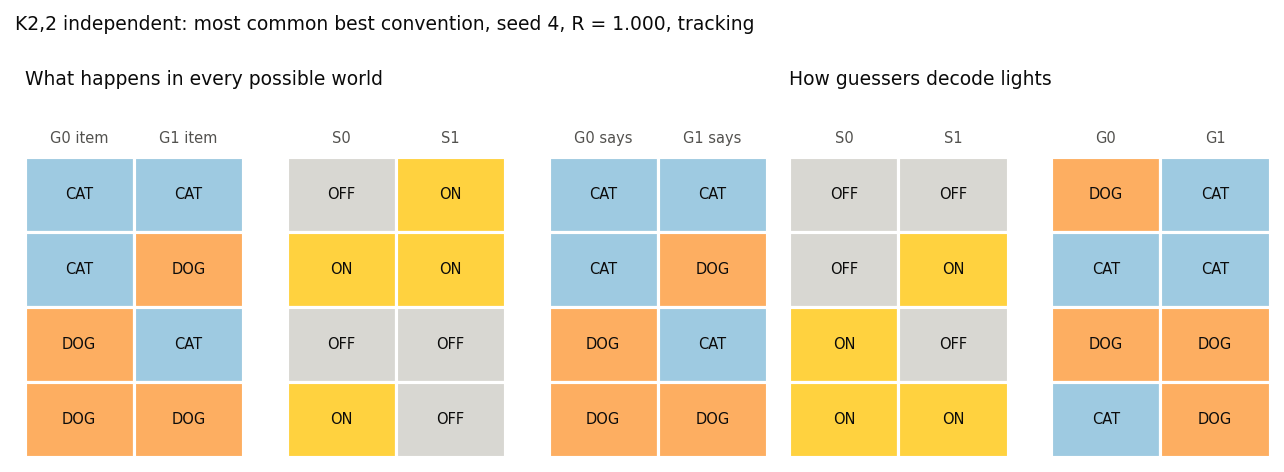 K2,2 independent: most common best convention, seed 4, R = 1.000, tracking
What happens in every possible world How guessers decode lights
G0 item G1 item S0 S1 G0 says G1 says S0 S1 G0 G1
CAT CAT OFF ON CAT CAT OFF OFF DOG CAT
CAT DOG ON ON CAT DOG OFF ON CAT CAT
DOG CAT OFF OFF DOG CAT ON OFF DOG DOG
DOG DOG ON OFF DOG DOG ON ON CAT DOG